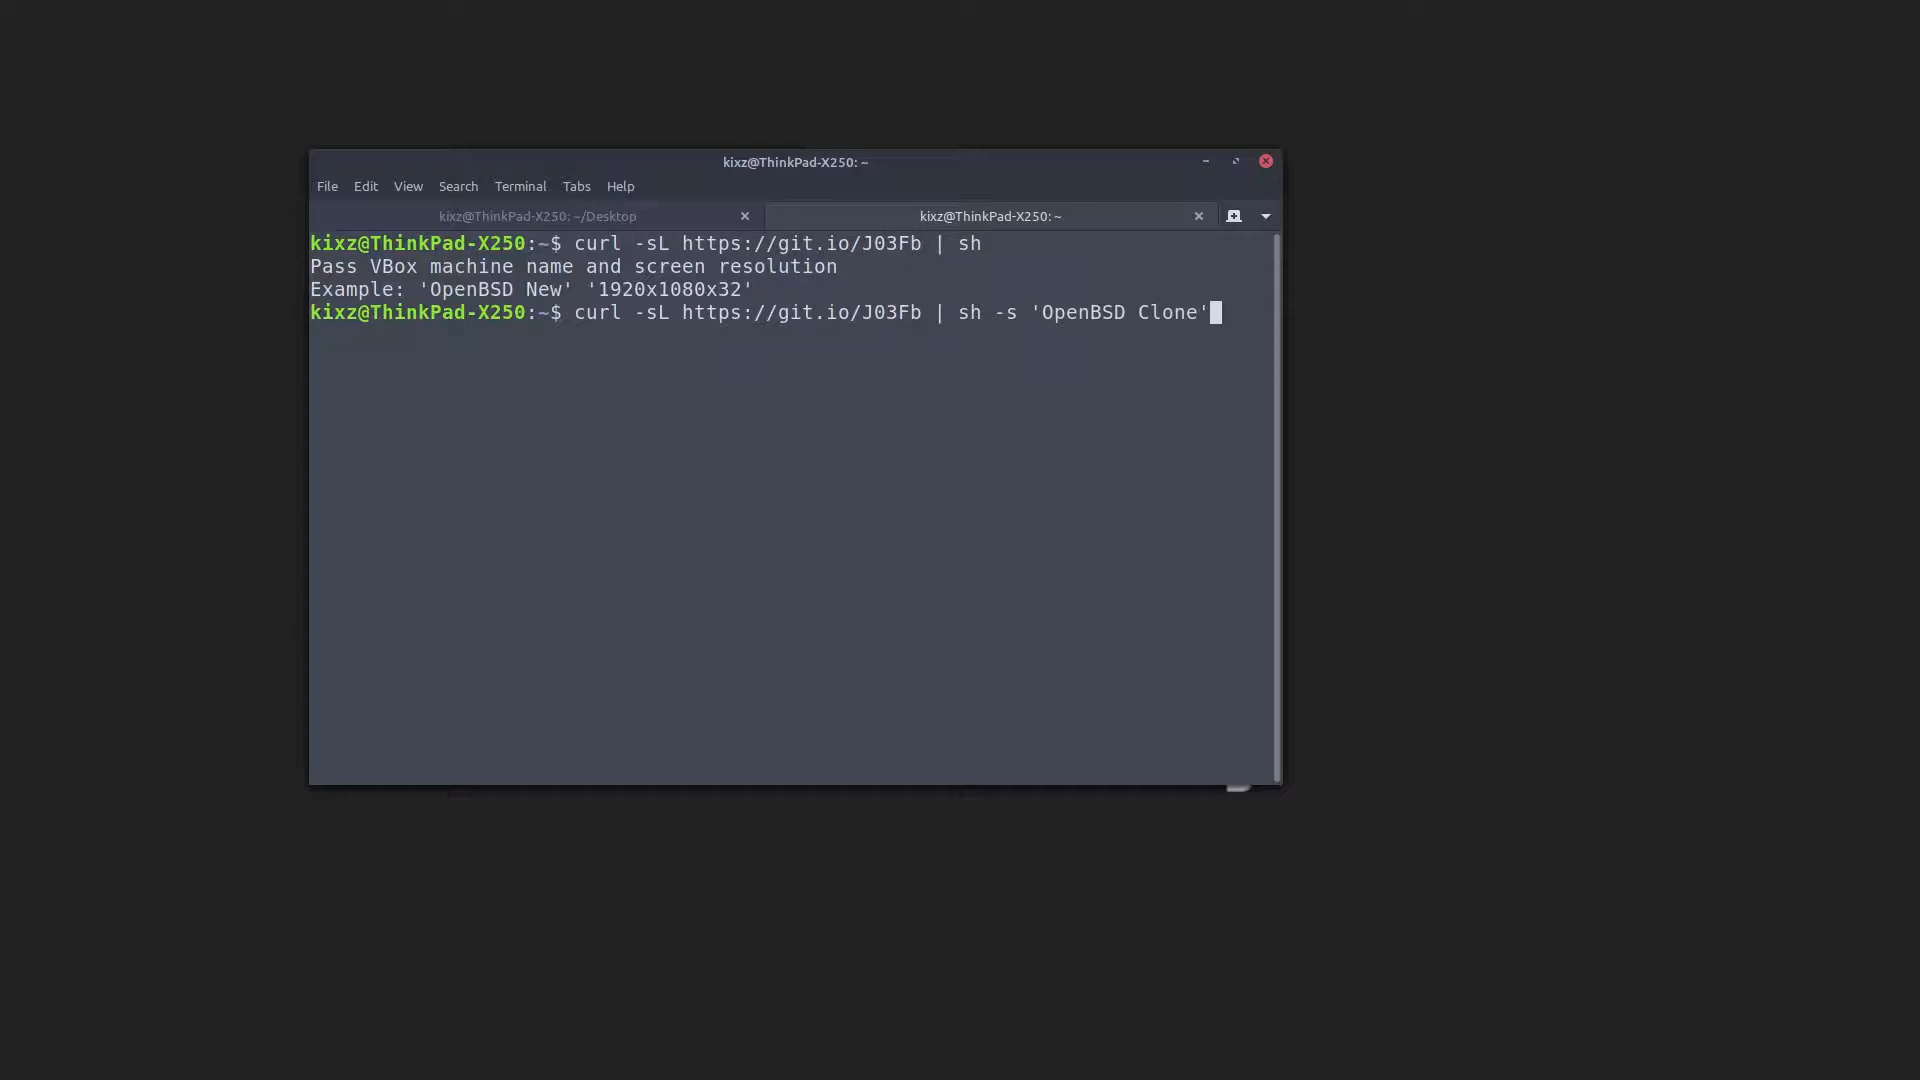 kixz@ThinkPad-X250: ~
File Edit View Search Terminal Tabs Help
kixz@ThinkPad-X250: ~/Desktop
kixz@ThinkPad-X250: ~
kixz@ThinkPad-X250:~$ curl -sL https://git.io/J03Fb | sh
Pass VBox machine name and screen resolution
Example: 'OpenBSD New' '1920x1080x32'
kixz@ThinkPad-X250:~$ curl -sL https://git.io/J03Fb | sh -s 'OpenBSD Clone'